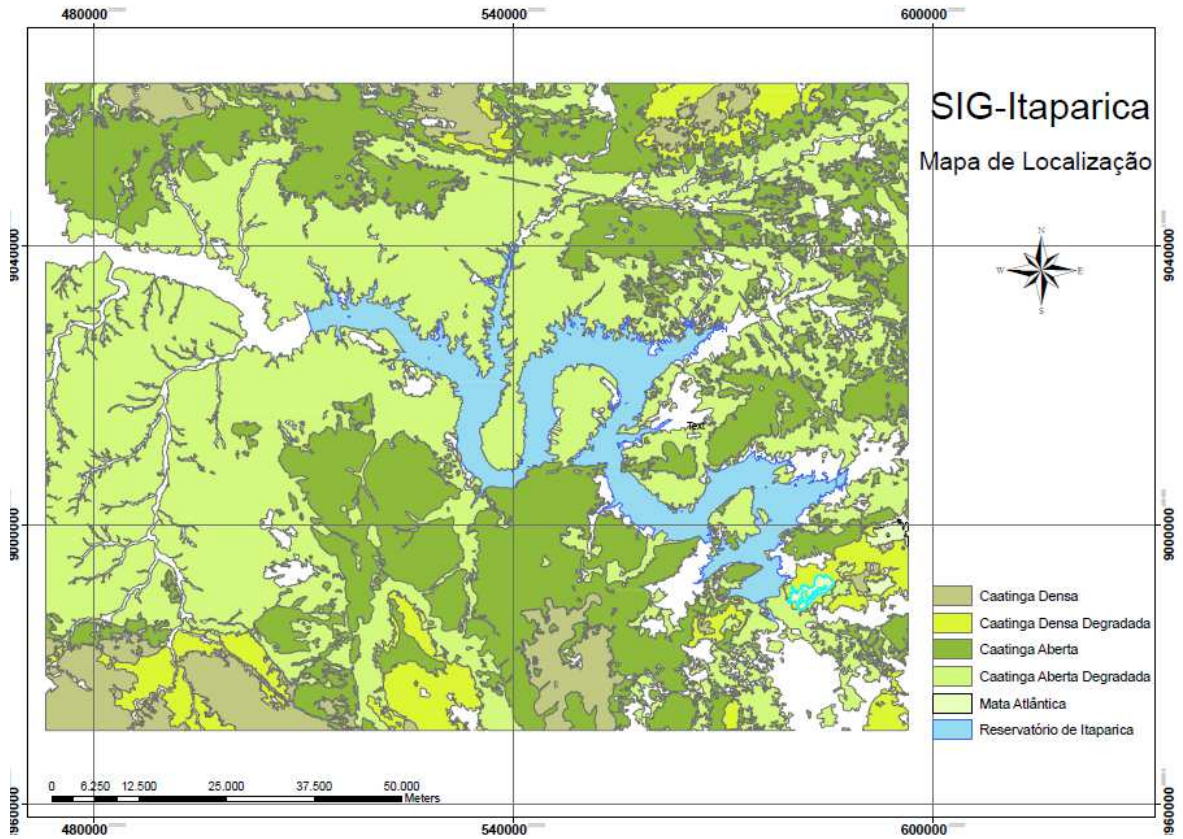 480000 540000 600000
SIG-Itaparica
Mapa de Localização
N
W E
S
9040000 9040000
9000000 9000000
Text
Caatinga Densa
Caatinga Densa Degradada
Caatinga Aberta
Caatinga Aberta Degradada
Mata Atlântica
Reservatório de Itaparica
0 6.250 12.500 25.000 37.500 50.000
Meters
960000 960000
480000 540000 600000